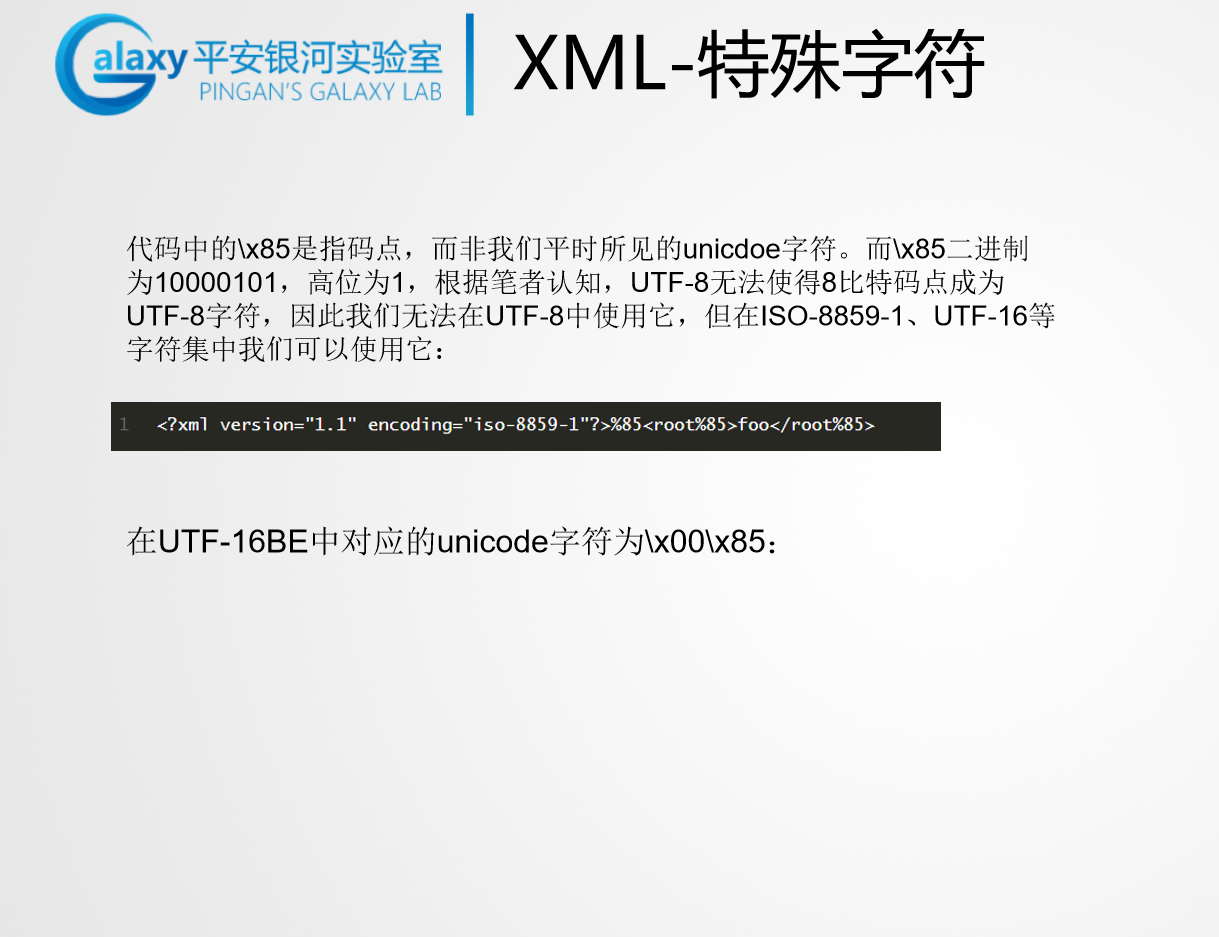 Galaxy 平安银河实验室
PINGAN'S GALAXY LAB
XML-特殊字符
代码中的\x85是指码点，而非我们平时所见的unicdoe字符。而\x85二进制
为10000101，高位为1，根据笔者认知，UTF-8无法使得8比特码点成为
UTF-8字符，因此我们无法在UTF-8中使用它，但在ISO-8859-1、UTF-16等
字符集中我们可以使用它：
1 <?xml version="1.1" encoding="iso-8859-1"?>%85<root%85>foo</root%85>
在UTF-16BE中对应的unicode字符为\x00\x85：